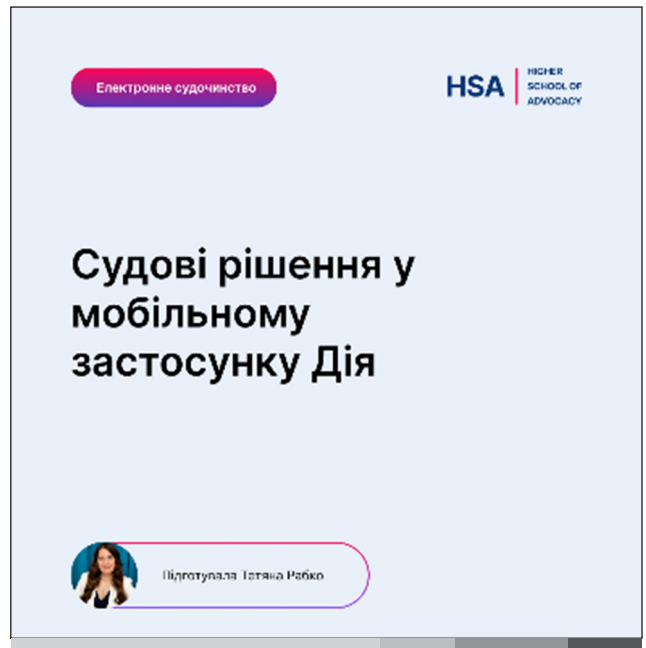 Електронне судочинство
HSA
HIGHER
SCHOOL OF
ADVOCACY
Судові рішення у
мобільному
застосунку Дія
Підготувала Тетяна Рабко